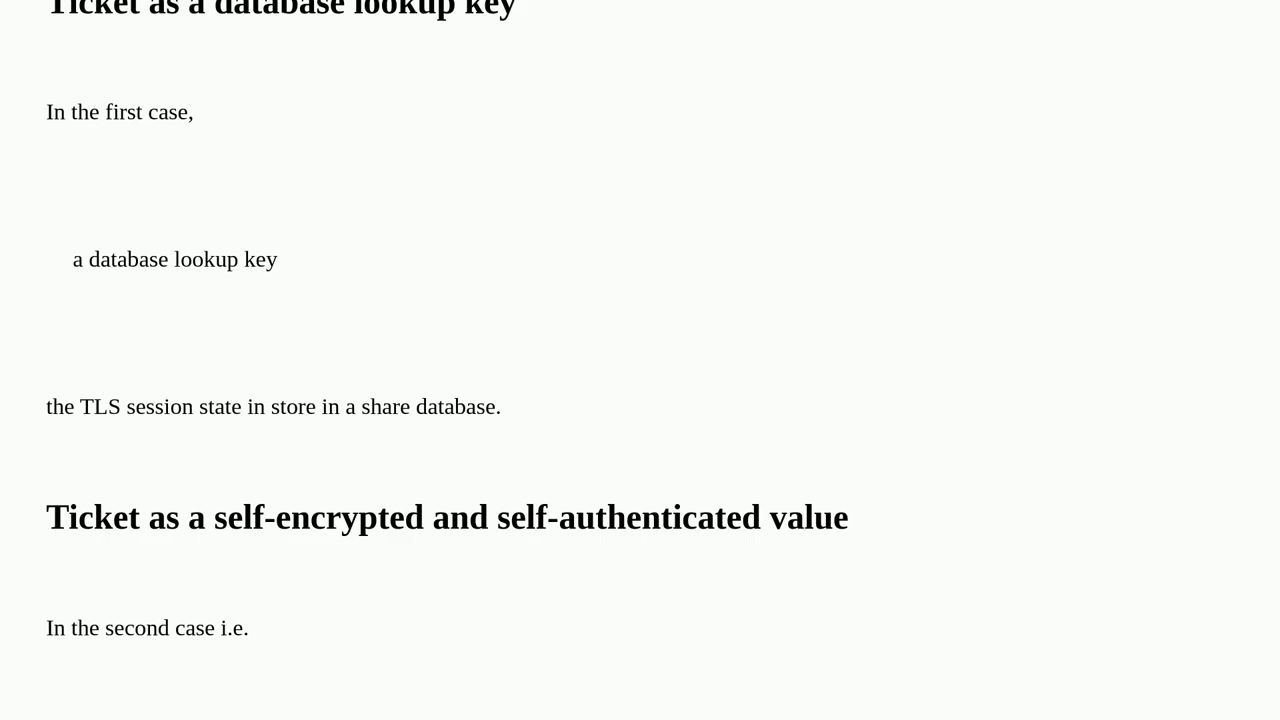 Ticket as a database lookup key
In the first case,
a database lookup key
the TLS session state in store in a share database.
Ticket as a self-encrypted and self-authenticated value
In the second case i.e.